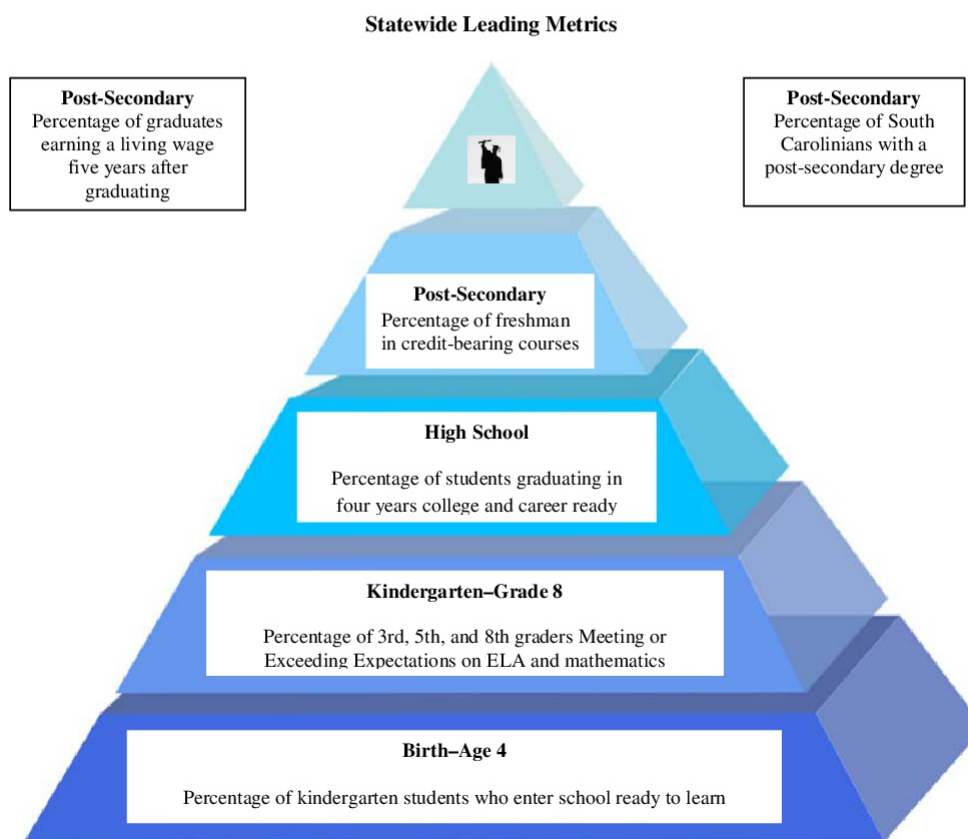 Statewide Leading Metrics
Post-Secondary
Percentage of graduates
earning a living wage
five years after
graduating
Post-Secondary
Percentage of South
Carolinians with a
post-secondary degree
Post-Secondary
Percentage of freshman
in credit-bearing courses
High School
Percentage of students graduating in
four years college and career ready
Kindergarten–Grade 8
Percentage of 3rd, 5th, and 8th graders Meeting or
Exceeding Expectations on ELA and mathematics
Birth–Age 4
Percentage of kindergarten students who enter school ready to learn